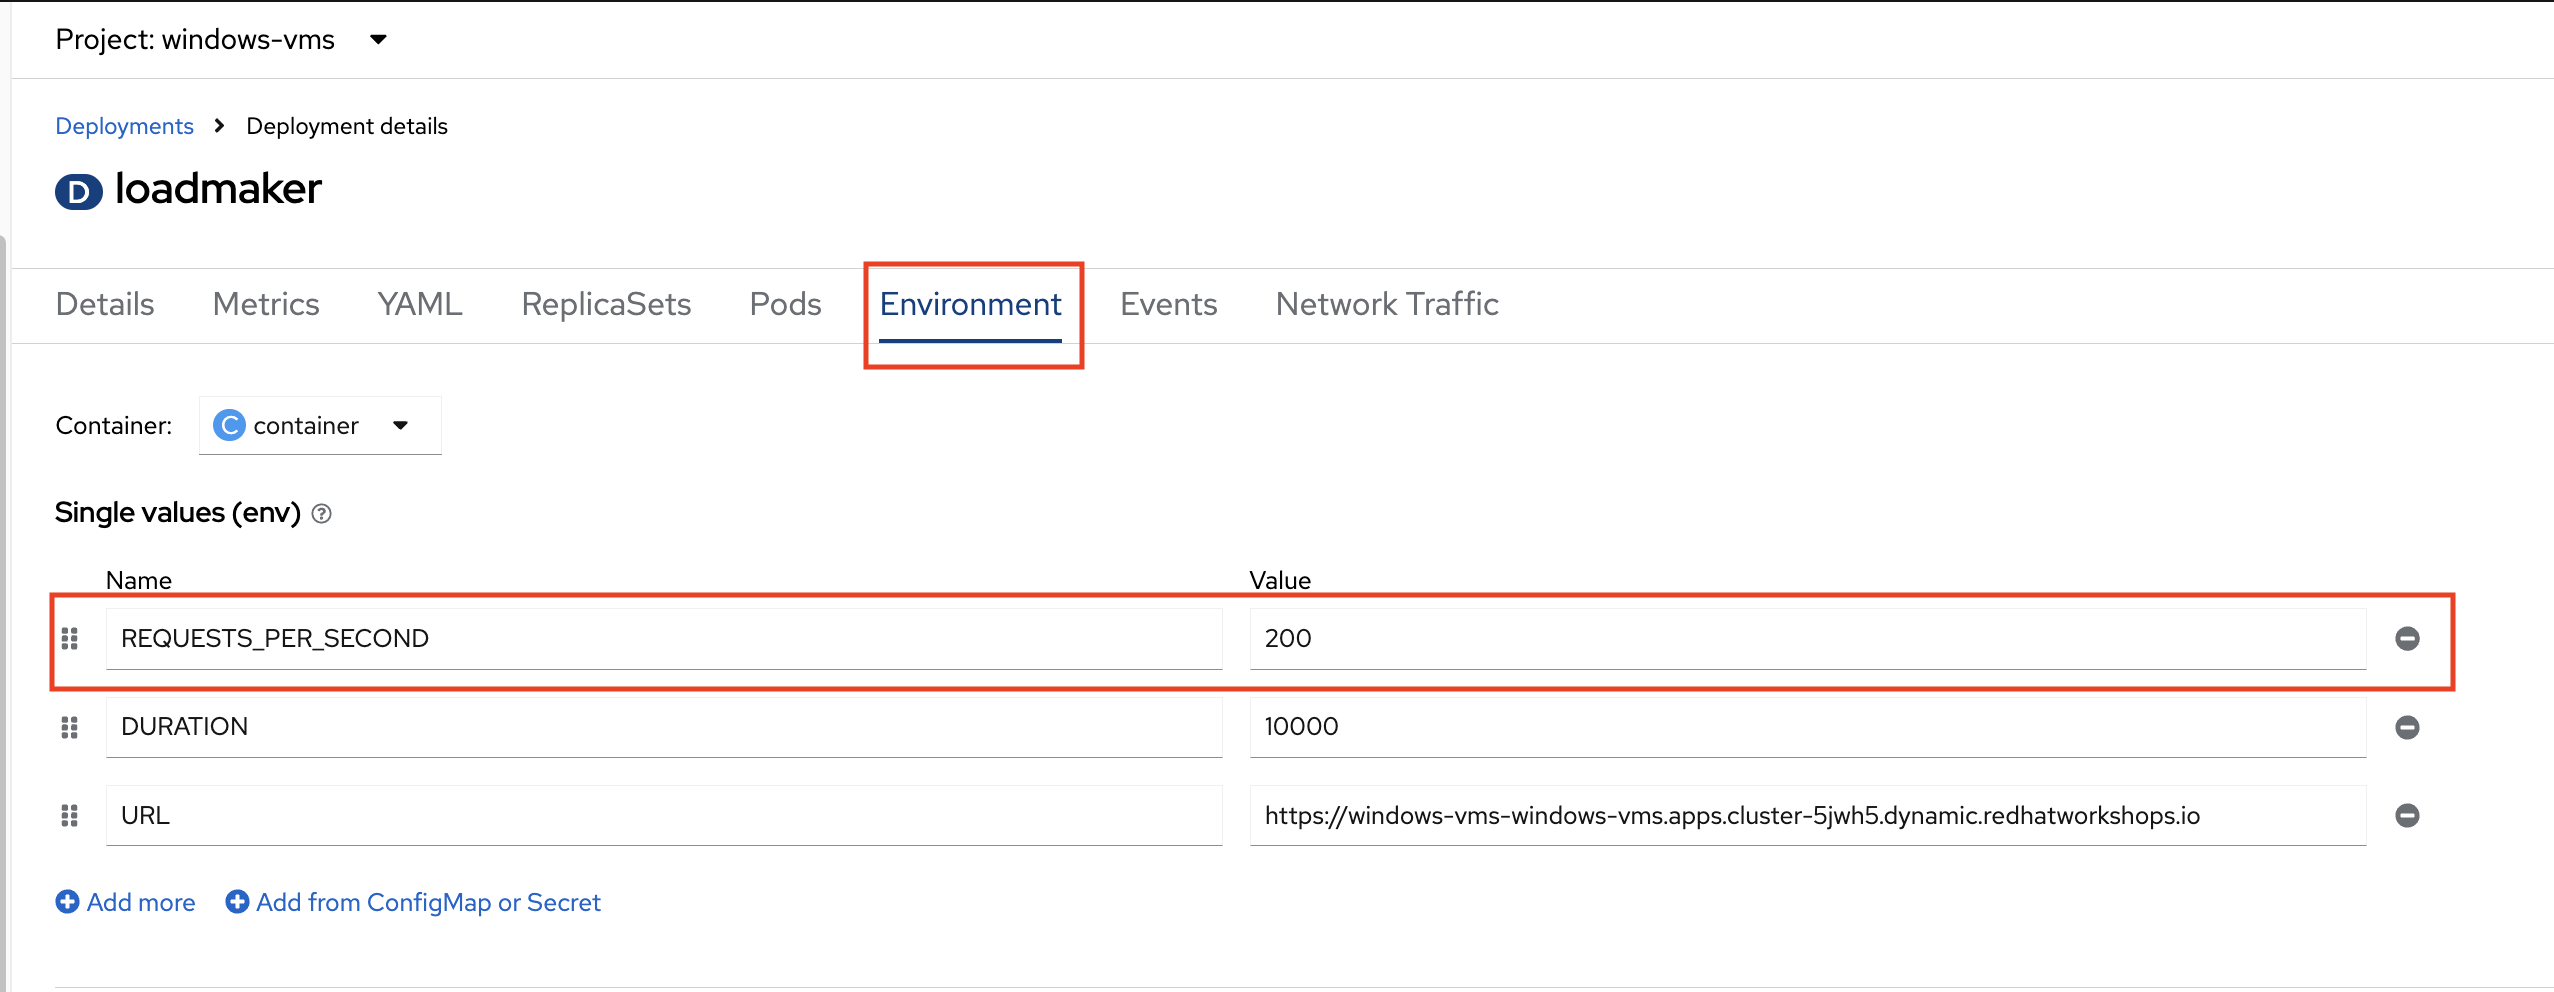 Project: windows-vms
Deployments Deployment details
D loadmaker
Details Metrics YAML ReplicaSets Pods Environment Events Network Traffic
Container: C container
Single values (env) ?
Name Value
REQUESTS_PER_SECOND 200
DURATION 10000
URL https://windows-vms-windows-vms.apps.cluster-5jwh5.dynamic.redhatworkshops.io
Add more Add from ConfigMap or Secret